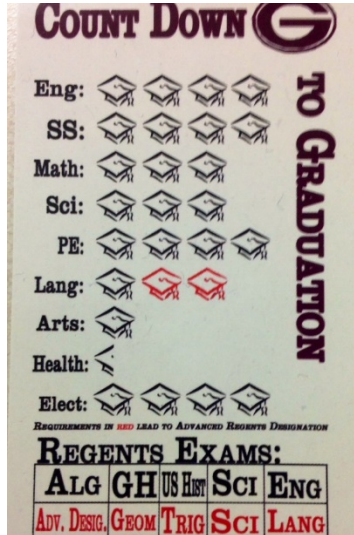 COUNT DOWN G
TO GRADUATION
Eng:
SS:
Math:
Sci:
PE:
Lang:
Arts:
Health:
Elect:
REQUIREMENTS IN RED LEAD TO ADVANCED REGENTS DESIGNATION
REGENTS EXAMS:
ALG GH US HIST SCI ENG
ADV. DESIG. GEOM TRIG SCI LANG